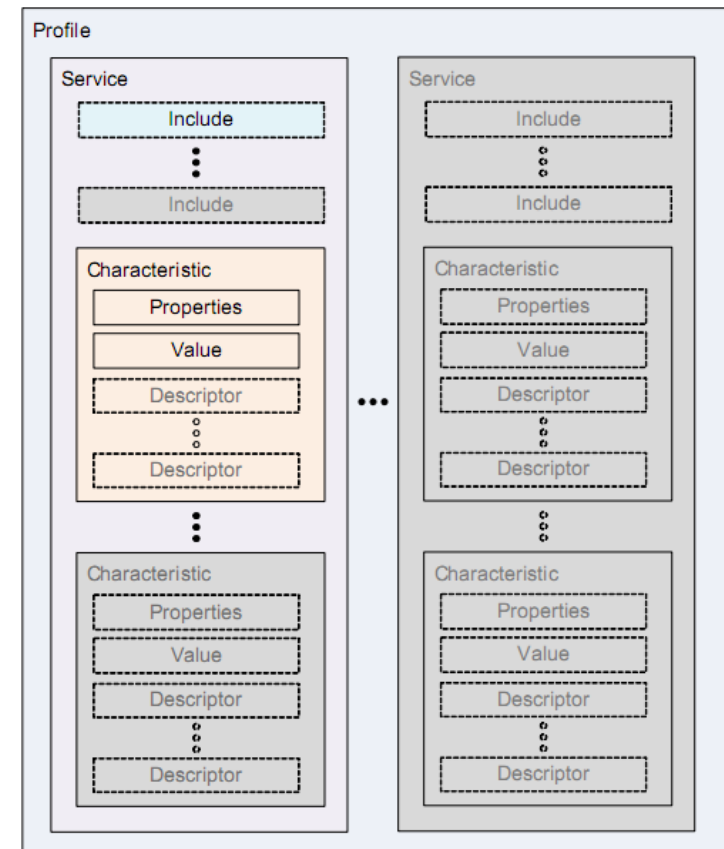 Profile
Service
Include
Include
Characteristic
Properties
Value
Descriptor
Descriptor
Characteristic
Properties
Value
Descriptor
Descriptor
Service
Include
Include
Characteristic
Properties
Value
Descriptor
Descriptor
Characteristic
Properties
Value
Descriptor
Descriptor